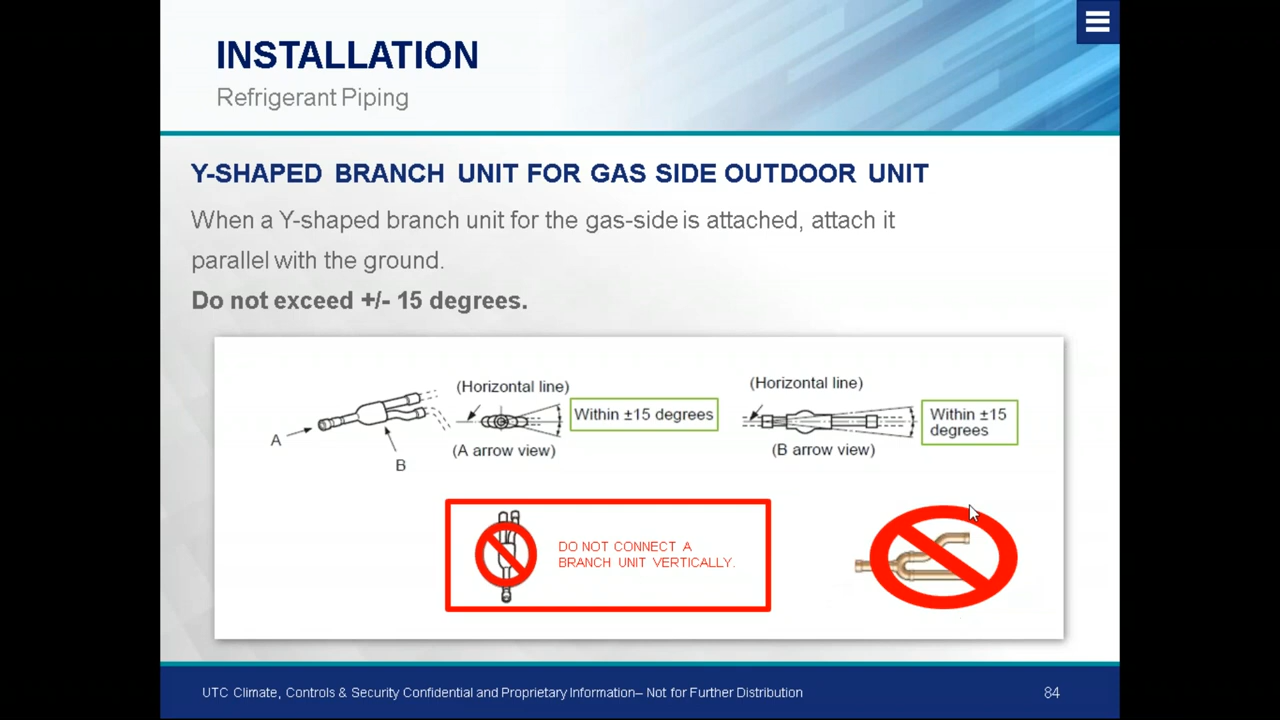 INSTALLATION
Refrigerant Piping
Y-SHAPED BRANCH UNIT FOR GAS SIDE OUTDOOR UNIT
When a Y-shaped branch unit for the gas-side is attached, attach it
parallel with the ground.
Do not exceed +/- 15 degrees.
A
B
(Horizontal line)
Within ±15 degrees
(A arrow view)
(Horizontal line)
Within ±15
degrees
(B arrow view)
DO NOT CONNECT A
BRANCH UNIT VERTICALLY.
UTC Climate, Controls & Security Confidential and Proprietary Information– Not for Further Distribution
84